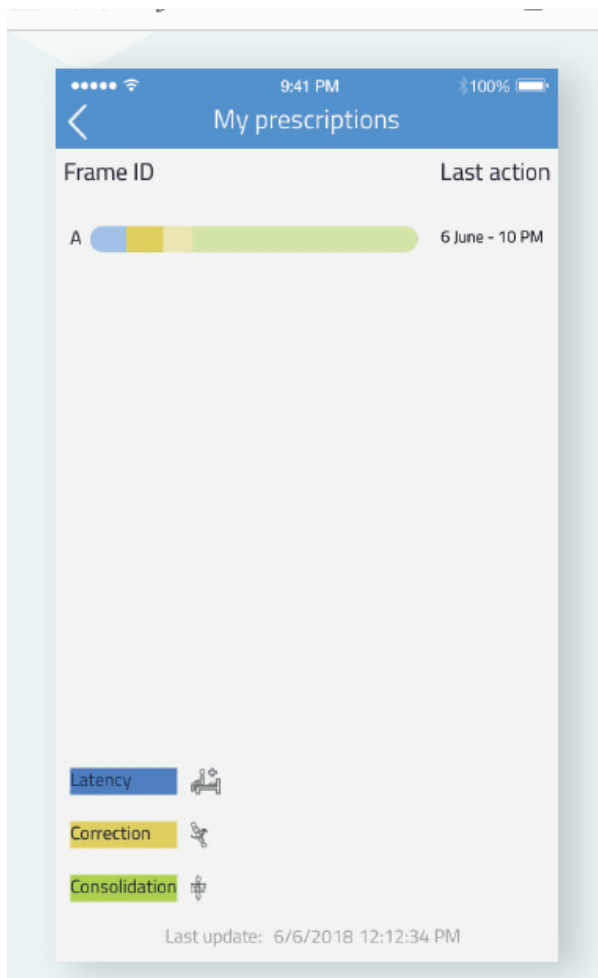 9:41 PM
100%
My prescriptions
Frame ID
Last action
A
6 June - 10 PM
Latency
Correction
Consolidation
Last update: 6/6/2018 12:12:34 PM